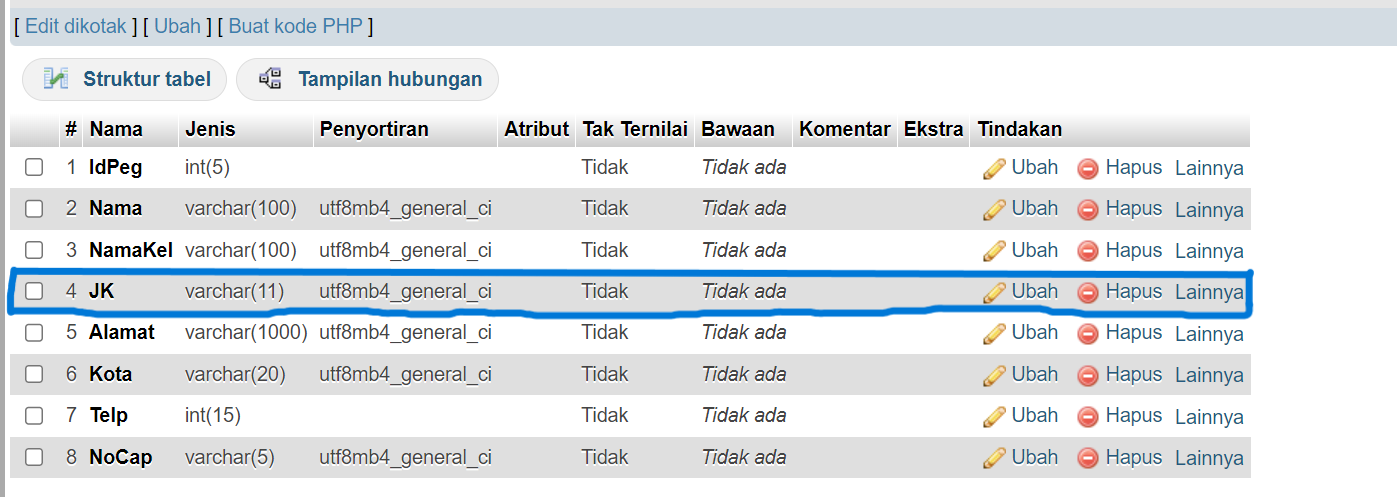 [ Edit dikotak ] [ Ubah ] [ Buat kode PHP ]
Struktur tabel Tampilan hubungan
# Nama Jenis Penyortiran Atribut Tak Ternilai Bawaan Komentar Ekstra Tindakan
1 IdPeg int(5) Tidak Tidak ada Ubah Hapus Lainnya
2 Nama varchar(100) utf8mb4_general_ci Tidak Tidak ada Ubah Hapus Lainnya
3 NamaKel varchar(100) utf8mb4_general_ci Tidak Tidak ada Ubah Hapus Lainnya
4 JK varchar(11) utf8mb4_general_ci Tidak Tidak ada Ubah Hapus Lainnya
5 Alamat varchar(1000) utf8mb4_general_ci Tidak Tidak ada Ubah Hapus Lainnya
6 Kota varchar(20) utf8mb4_general_ci Tidak Tidak ada Ubah Hapus Lainnya
7 Telp int(15) Tidak Tidak ada Ubah Hapus Lainnya
8 NoCap varchar(5) utf8mb4_general_ci Tidak Tidak ada Ubah Hapus Lainnya